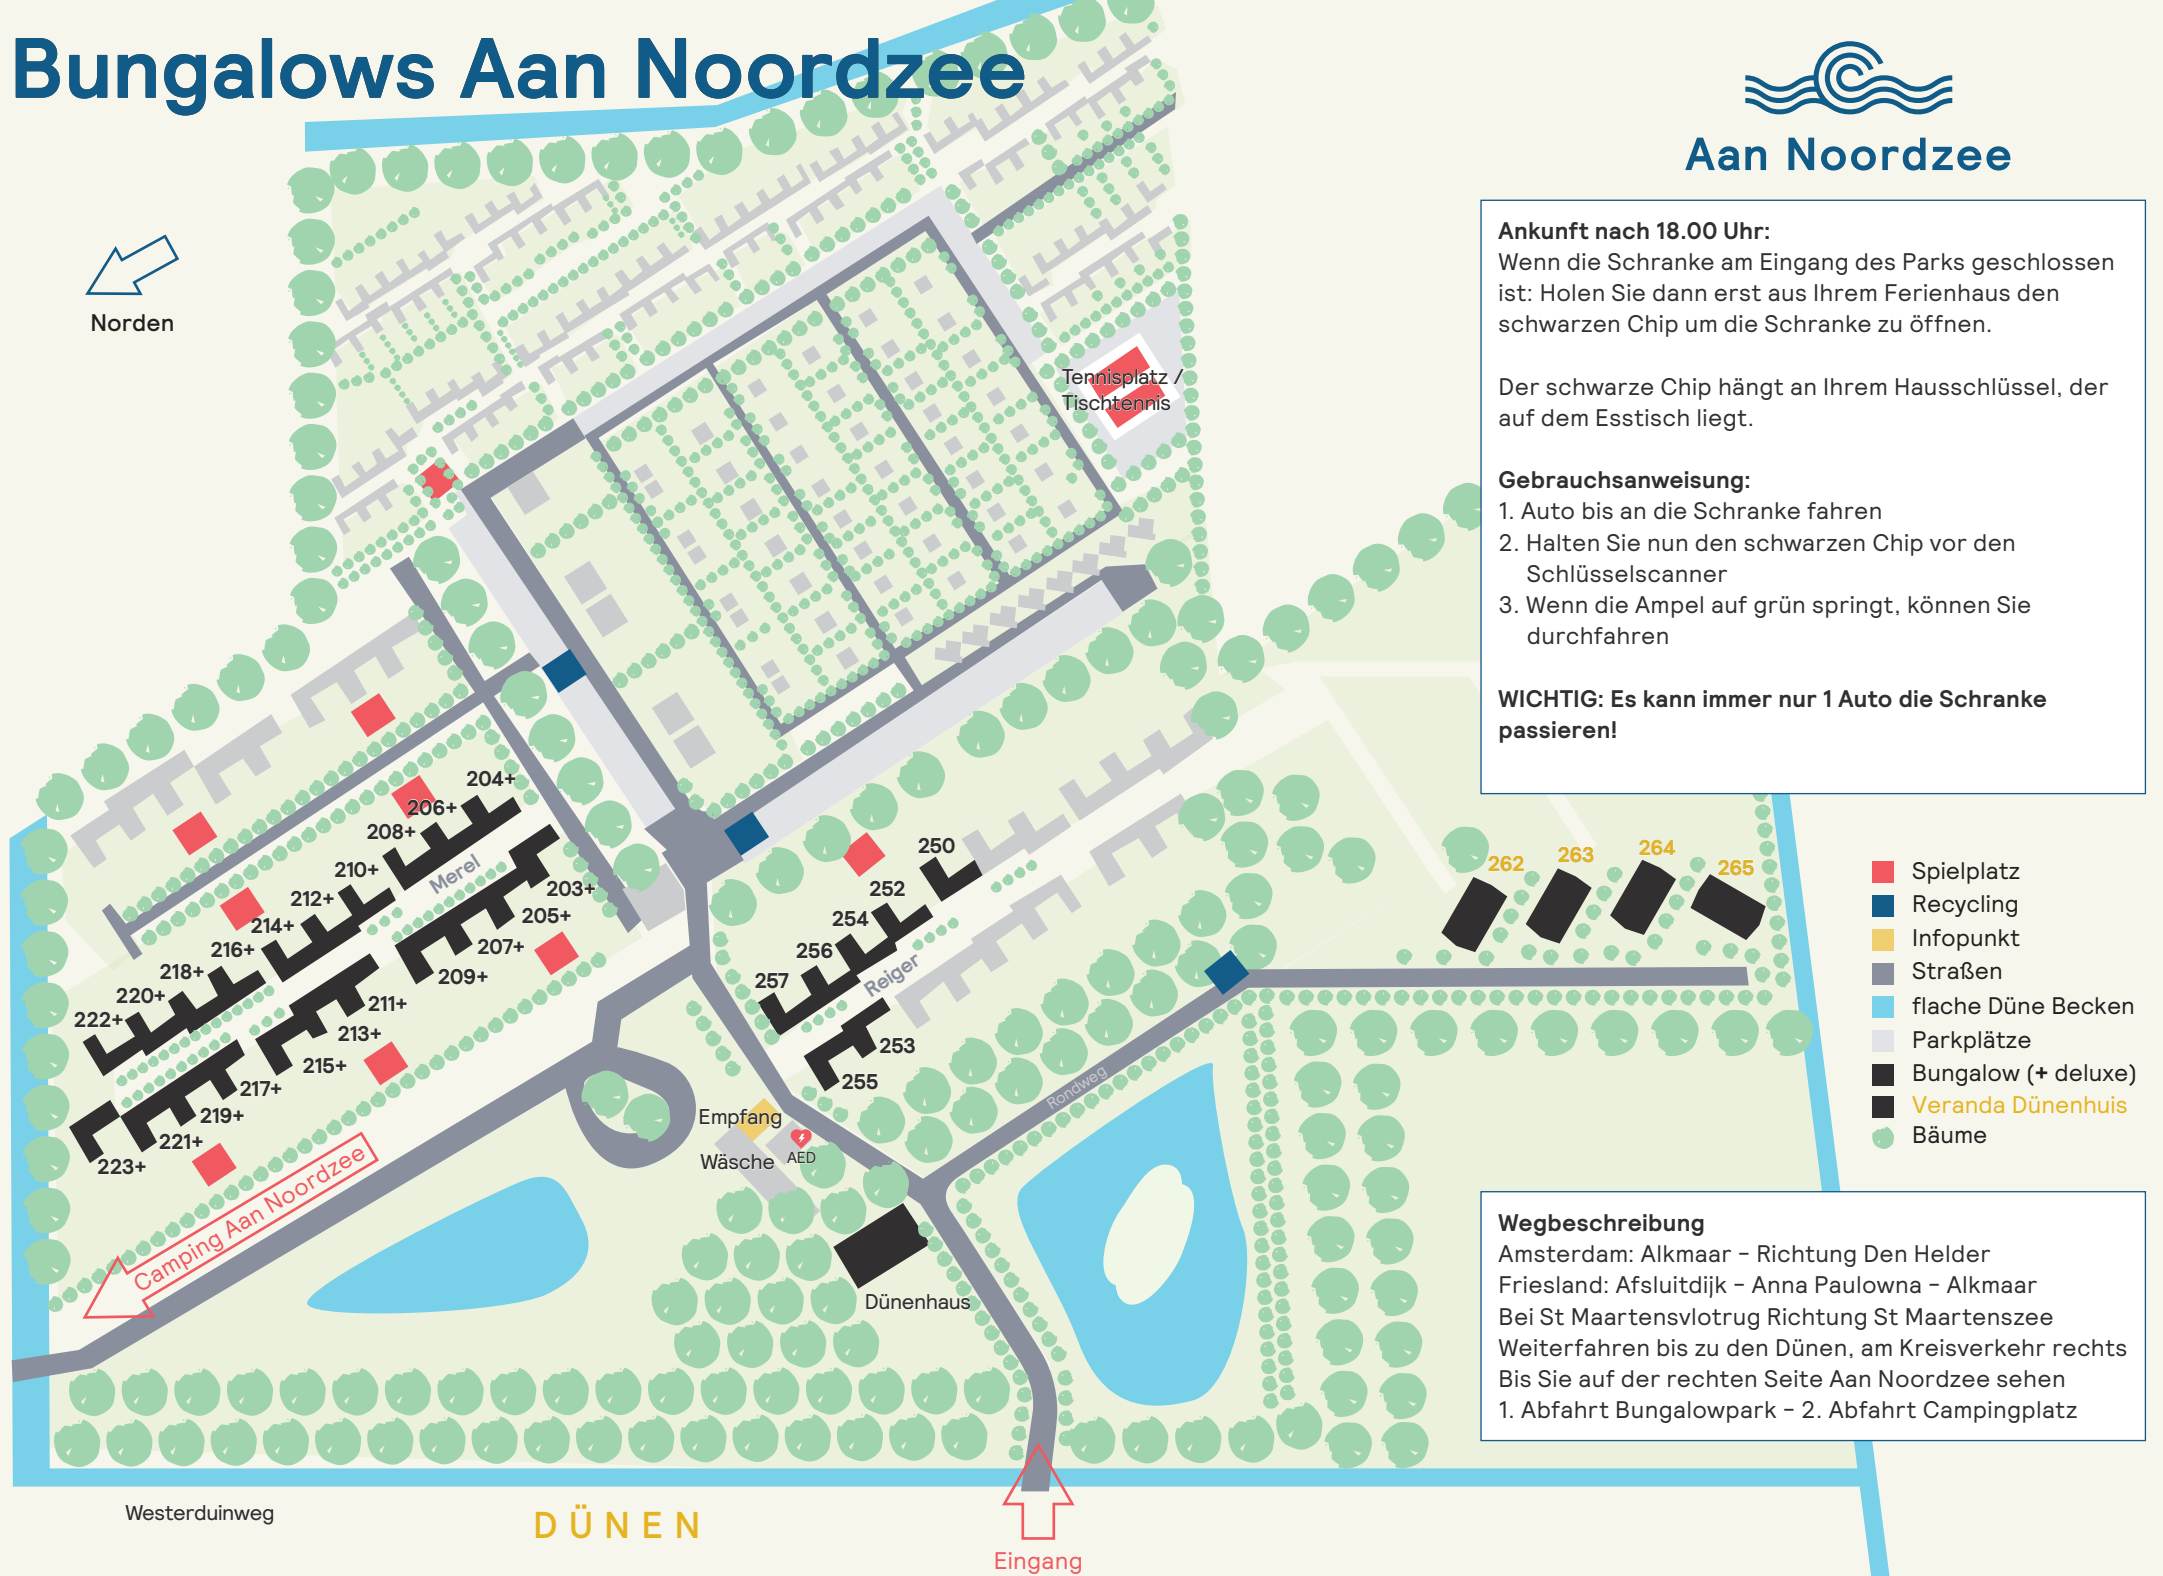 Bungalows Aan Noordzee
Aan Noordzee
Norden
Ankunft nach 18.00 Uhr:
Wenn die Schranke am Eingang des Parks geschlossen
ist: Holen Sie dann erst aus Ihrem Ferienhaus den
schwarzen Chip um die Schranke zu öffnen.
Der schwarze Chip hängt an Ihrem Hausschlüssel, der
auf dem Esstisch liegt.
Gebrauchsanweisung:
1. Auto bis an die Schranke fahren
2. Halten Sie nun den schwarzen Chip vor den
Schlüsselscanner
3. Wenn die Ampel auf grün springt, können Sie
durchfahren
WICHTIG: Es kann immer nur 1 Auto die Schranke
passieren!
Tennisplatz /
Tischtennis
204+
206+
208+
210+
212+
214+
216+
218+
220+
222+
Merel
203+
205+
207+
209+
211+
213+
215+
217+
219+
221+
223+
250
252
254
256
257
Reiger
253
255
262
263
264
265
Rondweg
Empfang
Wäsche
AED
Dünenhaus
Camping Aan Noordzee
Spielplatz
Recycling
Infopunkt
Straßen
flache Düne Becken
Parkplätze
Bungalow (+ deluxe)
Veranda Dünenhuis
Bäume
Wegbeschreibung
Amsterdam: Alkmaar – Richtung Den Helder
Friesland: Afsluitdijk – Anna Paulowna – Alkmaar
Bei St Maartensvlotrug Richtung St Maartenszee
Weiterfahren bis zu den Dünen, am Kreisverkehr rechts
Bis Sie auf der rechten Seite Aan Noordzee sehen
1. Abfahrt Bungalowpark – 2. Abfahrt Campingplatz
Westerduinweg
DÜNEN
Eingang